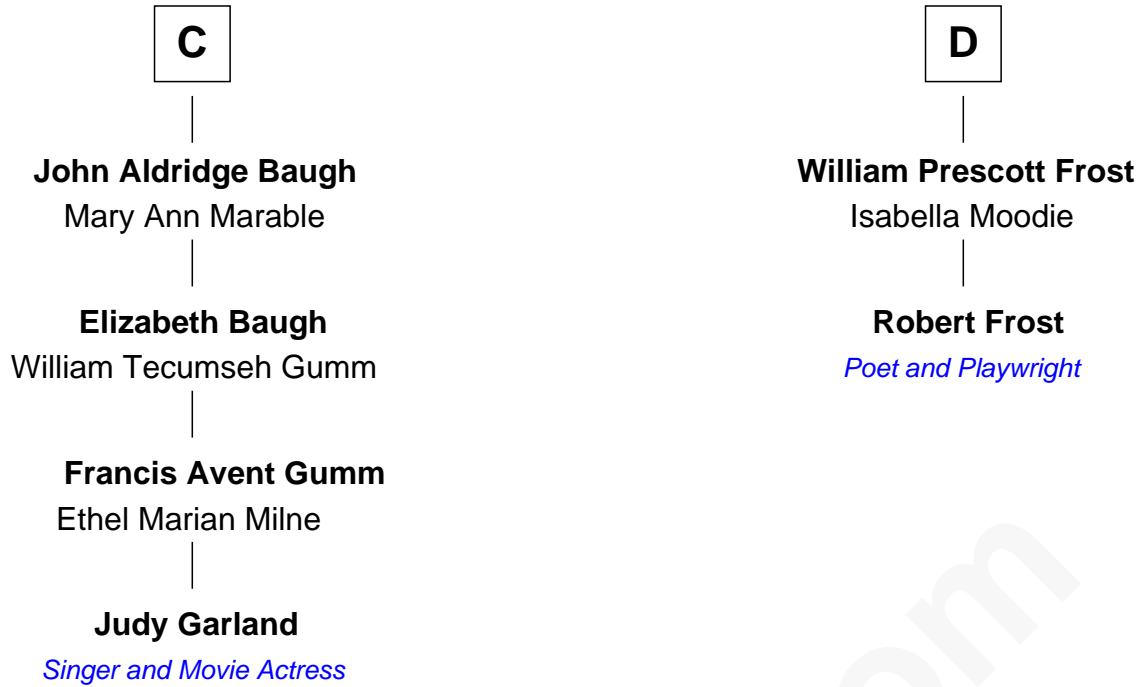 C
John Aldridge Baugh
Mary Ann Marable
Elizabeth Baugh
William Tecumseh Gumm
Francis Avent Gumm
Ethel Marian Milne
Judy Garland
Singer and Movie Actress
D
William Prescott Frost
Isabella Moodie
Robert Frost
Poet and Playwright
om